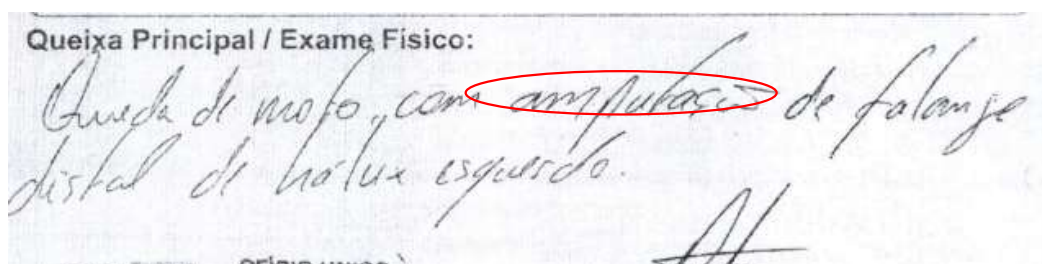 Queixa Principal / Exame Físico:
Queda de moto, com amputação de falange
distal de hálux esquerdo.